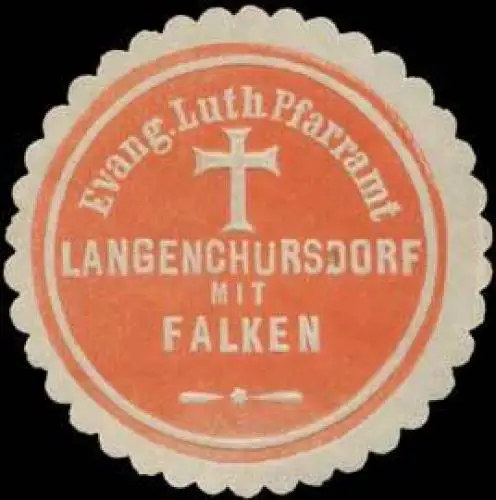 Evang. Luth. Pfarramt
LANGENCHURSDORF
MIT
FALKEN